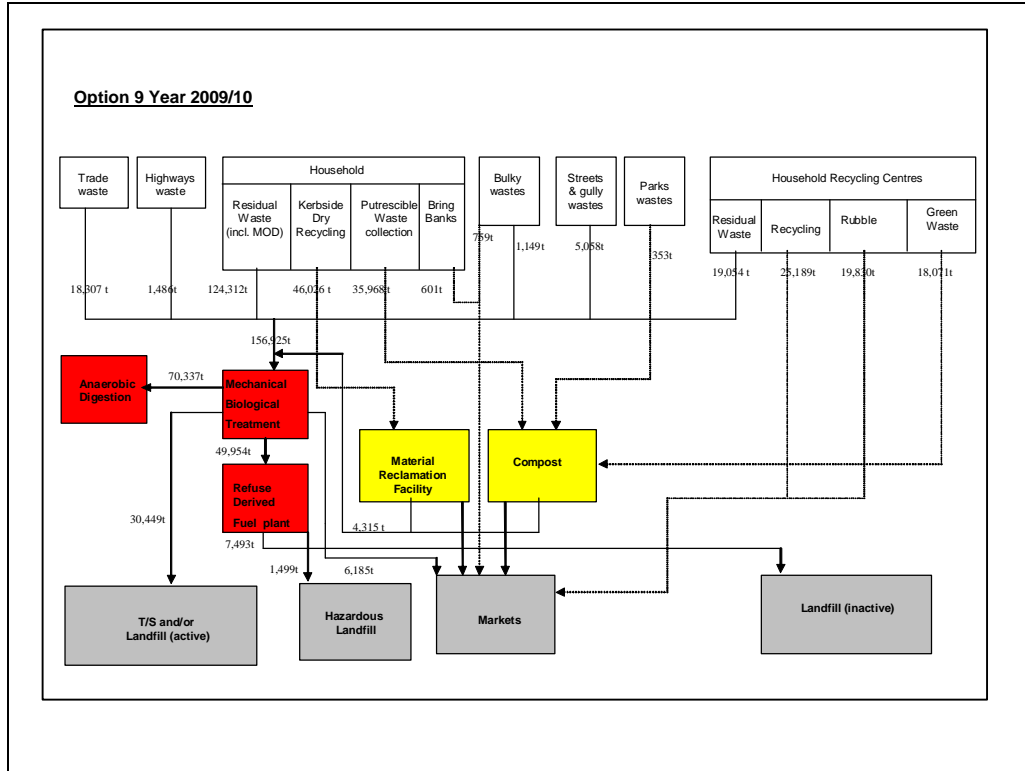 Option 9 Year 2009/10
Trade
waste
Highways
waste
Household
Residual
Waste
(incl. MOD)
Kerbside
Dry
Recycling
Putrescible
Waste
collection
Bring
Banks
Bulky
wastes
Streets
& gully
wastes
Parks
wastes
Household Recycling Centres
Residual
Waste
Recycling
Rubble
Green
Waste
18,307 t
1,486t
124,312t
46,026 t
35,968t
601t
759t
1,149t
5,058t
353t
19,054 t
25,189t
19,830t
18,071t
156,925t
Anaerobic
Digestion
70,337t
Mechanical
Biological
Treatment
49,954t
Refuse
Derived
Fuel plant
Material
Reclamation
Facility
Compost
30,449t
7,493t
4,315 t
1,499t
6,185t
T/S and/or
Landfill (active)
Hazardous
Landfill
Markets
Landfill (inactive)